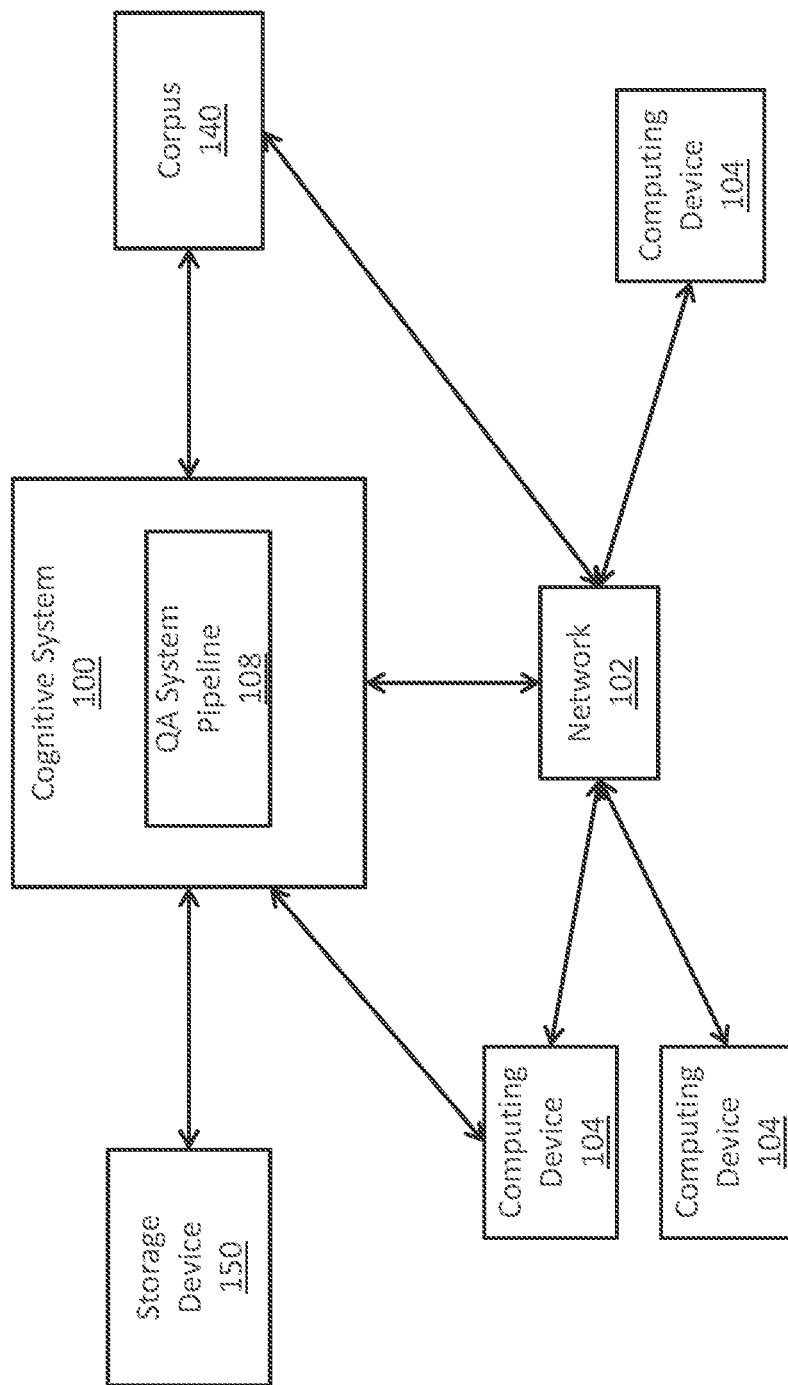 Cognitive System
100
QA System
Pipeline
108
Storage
Device
150
Corpus
140
Network
102
Computing
Device
104
Computing
Device
104
Computing
Device
104